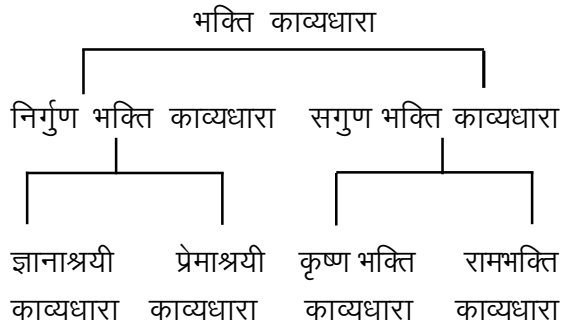 भक्ति काव्यधारा
निर्गुण भक्ति काव्यधारा सगुण भक्ति काव्यधारा
ज्ञानाश्रयी प्रेमाश्रयी कृष्ण भक्ति रामभक्ति
काव्यधारा काव्यधारा काव्यधारा काव्यधारा